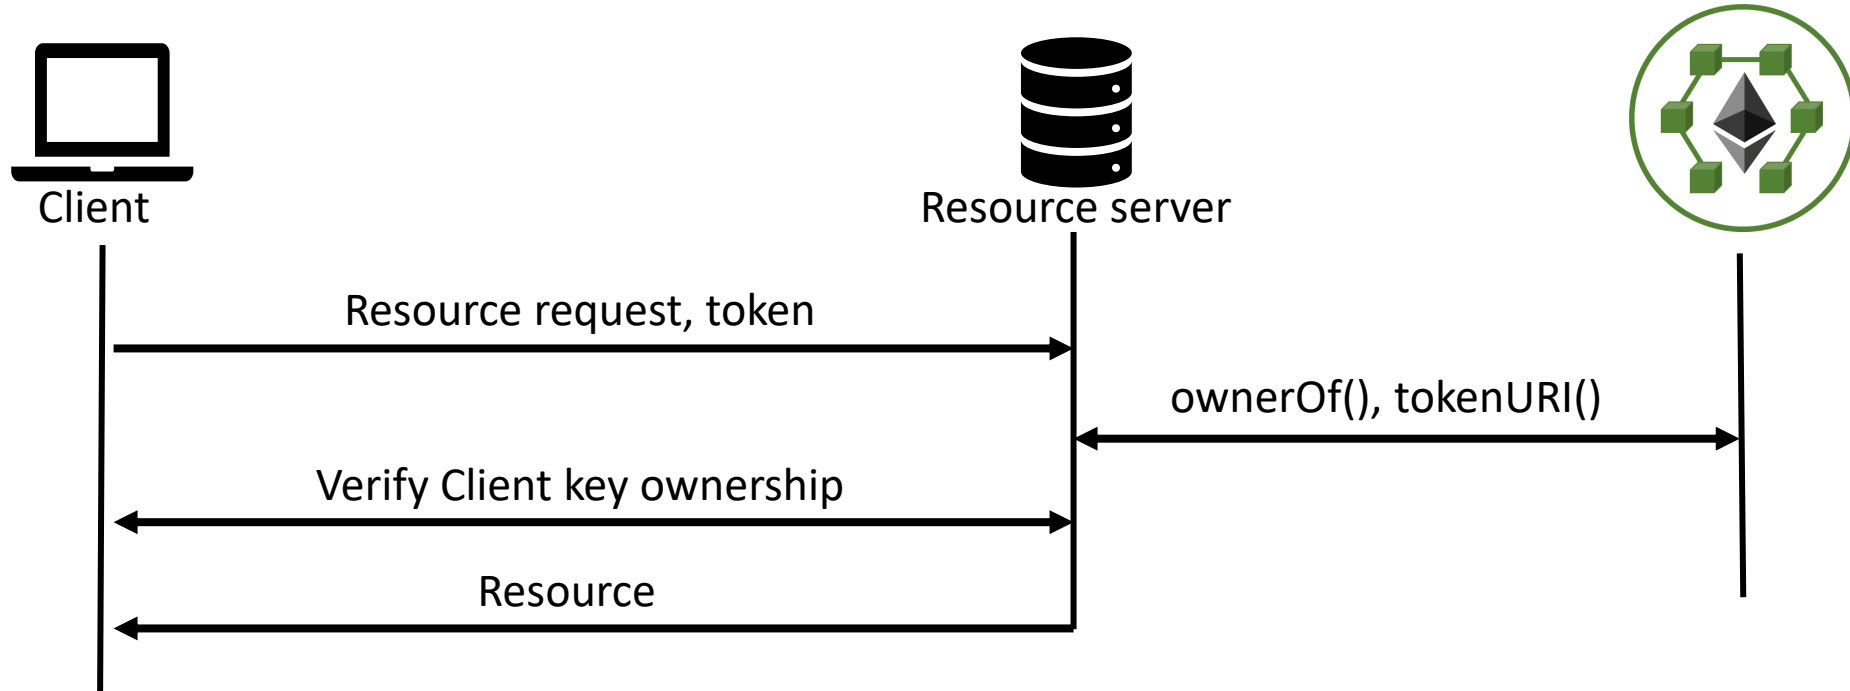 Client
Resource server
Resource request, token
ownerOf(), tokenURI()
Verify Client key ownership
Resource